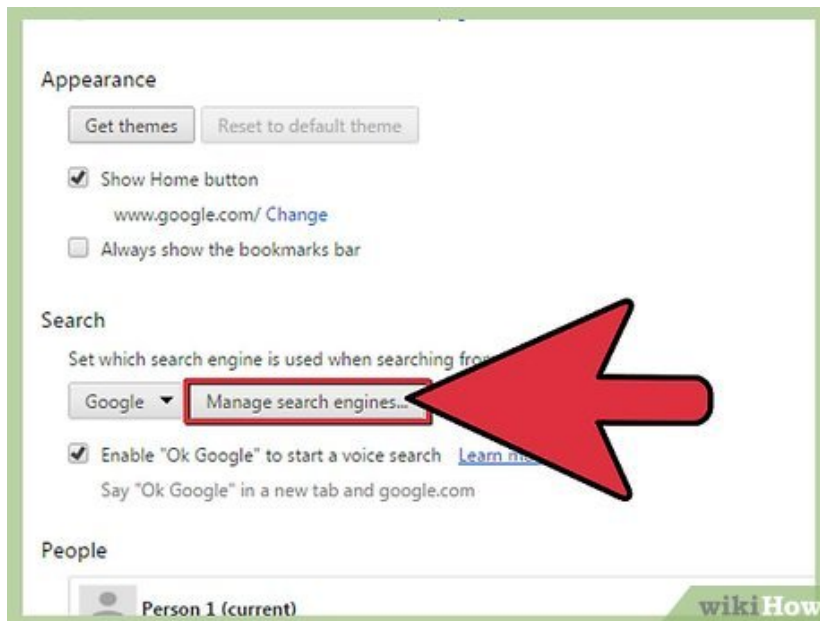 Appearance
Get themes Reset to default theme
Show Home button
www.google.com/ Change
Always show the bookmarks bar
Search
Set which search engine is used when searching
Google Manage search engines...
Enable "Ok Google" to start a voice search Learn
Say "Ok Google" in a new tab and google.com
People
Person 1 (current)
wikiHow